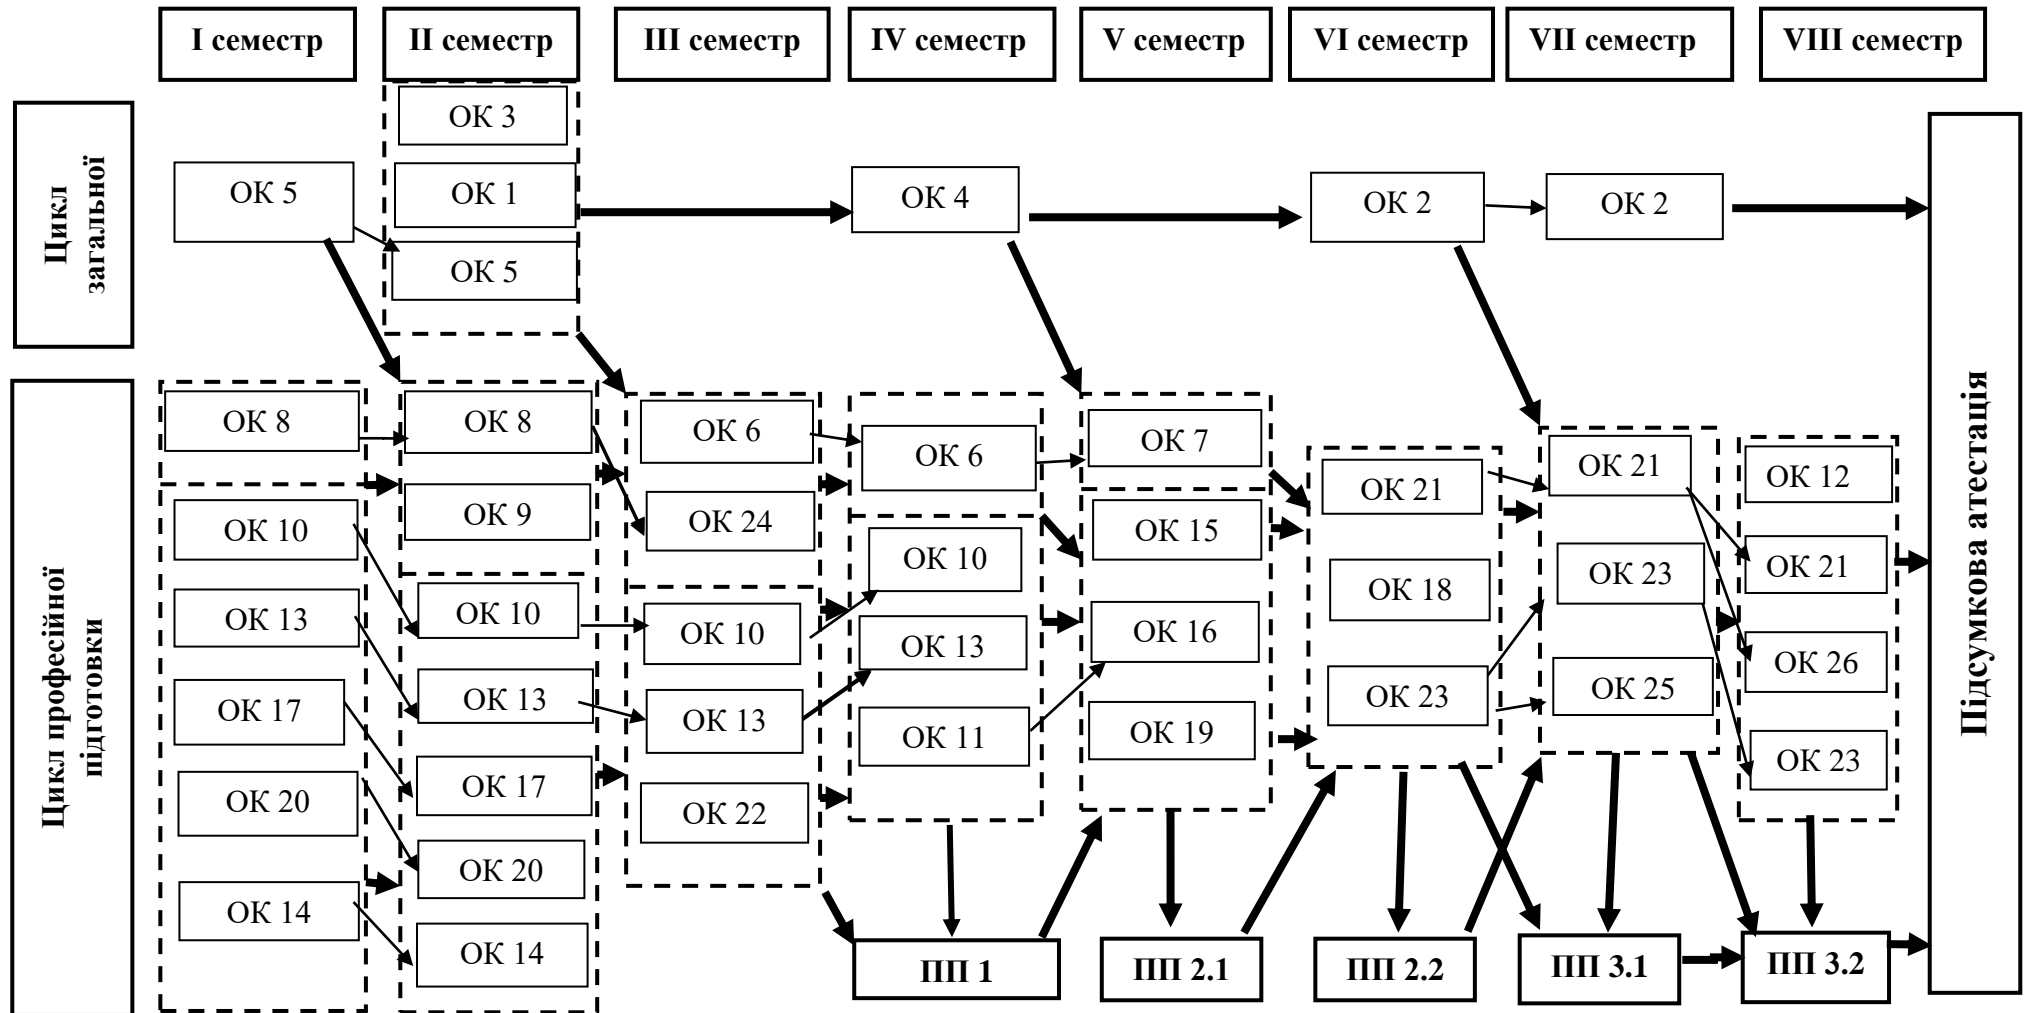 І семестр
ІІ семестр
ІІІ семестр
ІV семестр
V семестр
VІ семестр
VІІ семестр
VІІІ семестр
Цикл
загальної
ОК 5
ОК 3
ОК 1
ОК 5
ОК 4
ОК 2
ОК 2
Цикл професійної
підготовки
ОК 8
ОК 10
ОК 13
ОК 17
ОК 20
ОК 14
ОК 8
ОК 9
ОК 10
ОК 13
ОК 17
ОК 20
ОК 14
ОК 6
ОК 24
ОК 10
ОК 13
ОК 22
ОК 6
ОК 10
ОК 13
ОК 11
ОК 7
ОК 15
ОК 16
ОК 19
ОК 21
ОК 18
ОК 23
ОК 21
ОК 23
ОК 25
ОК 12
ОК 21
ОК 26
ОК 23
ПП 1
ПП 2.1
ПП 2.2
ПП 3.1
ПП 3.2
Підсумкова атестація